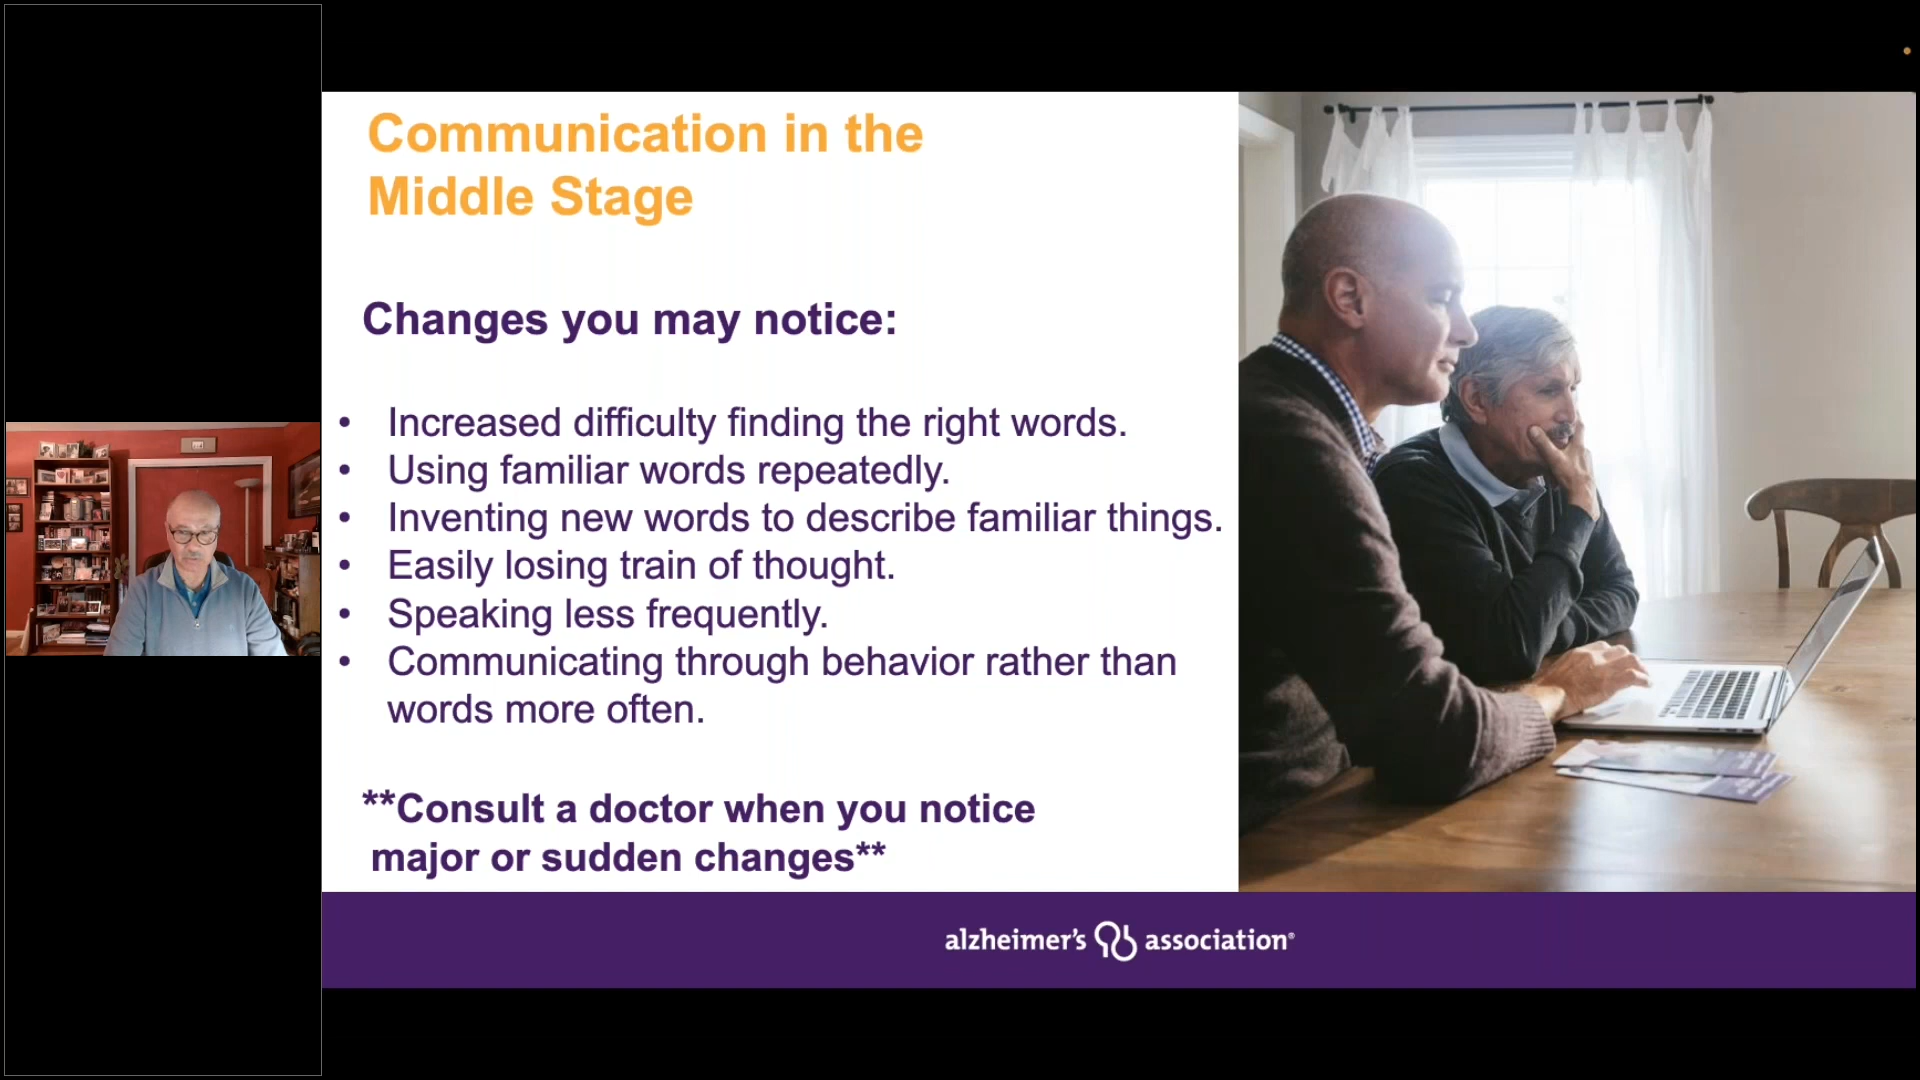 Communication in the
Middle Stage
Changes you may notice:
• Increased difficulty finding the right words.
• Using familiar words repeatedly.
• Inventing new words to describe familiar things.
• Easily losing train of thought.
• Speaking less frequently.
• Communicating through behavior rather than
words more often.
**Consult a doctor when you notice
major or sudden changes**
alzheimer's association®